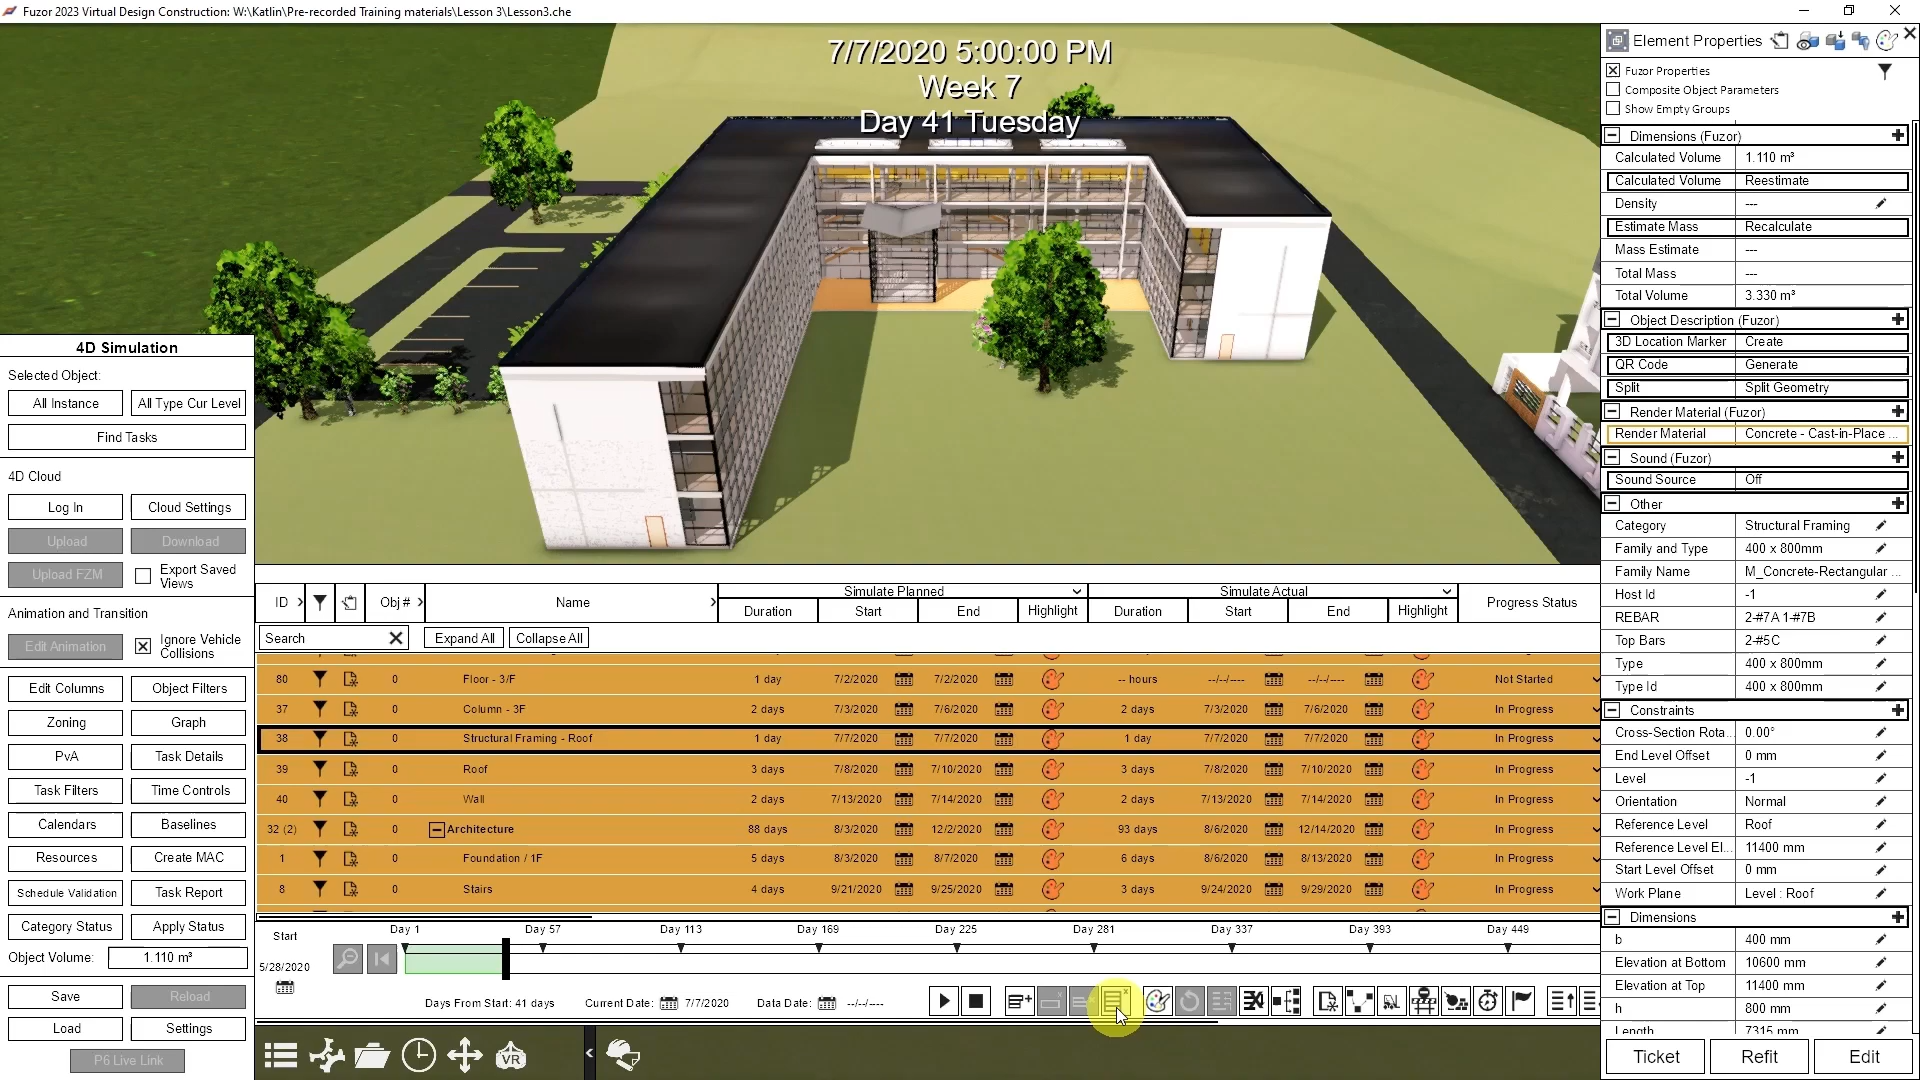 Fuzor 2023 Virtual Design Construction: W:\Katlin\Pre-recorded Training materials\Lesson 3\Lesson3.che
7/7/2020 5:00:00 PM
Week 7
Day 41 Tuesday
4D Simulation
Selected Object:
All Instance All Type Cur Level
Find Tasks
4D Cloud
Log In Cloud Settings
Upload Download
Upload FZM Export Saved Views
Animation and Transition
Edit Animation Ignore Vehicle Collisions
Edit Columns Object Filters
Zoning Graph
PvA Task Details
Task Filters Time Controls
Calendars Baselines
Resources Create MAC
Schedule Validation Task Report
Category Status Apply Status
Object Volume: 1.110 m³
Save Reload
Load Settings
P6 Live Link
ID Obj # Name Simulate Planned Simulate Actual Progress Status
Duration Start End Highlight Duration Start End Highlight
Search Expand All Collapse All
80 0 Floor - 3/F 1 day 7/2/2020 7/2/2020 -- hours --/--/---- --/--/---- Not Started
37 0 Column - 3F 2 days 7/3/2020 7/6/2020 2 days 7/3/2020 7/6/2020 In Progress
38 0 Structural Framing - Roof 1 day 7/7/2020 7/7/2020 1 day 7/7/2020 7/7/2020 In Progress
39 0 Roof 3 days 7/8/2020 7/10/2020 3 days 7/8/2020 7/10/2020 In Progress
40 0 Wall 2 days 7/13/2020 7/14/2020 2 days 7/13/2020 7/14/2020 In Progress
32 (2) 0 Architecture 88 days 8/3/2020 12/2/2020 93 days 8/6/2020 12/14/2020 In Progress
1 0 Foundation / 1F 5 days 8/3/2020 8/7/2020 6 days 8/6/2020 8/13/2020 In Progress
8 0 Stairs 4 days 9/21/2020 9/25/2020 3 days 9/24/2020 9/29/2020 In Progress
Start Day 1 Day 57 Day 113 Day 169 Day 225 Day 281 Day 337 Day 393 Day 449
5/28/2020
Days From Start: 41 days Current Date: 7/7/2020 Data Date: --/--/----
VR
Element Properties
Fuzor Properties
Composite Object Parameters
Show Empty Groups
Dimensions (Fuzor)
Calculated Volume 1.110 m³
Calculated Volume Reestimate
Density ---
Estimate Mass Recalculate
Mass Estimate ---
Total Mass ---
Total Volume 3.330 m³
Object Description (Fuzor)
3D Location Marker Create
QR Code Generate
Split Split Geometry
Render Material (Fuzor)
Render Material Concrete - Cast-in-Place ...
Sound (Fuzor)
Sound Source Off
Other
Category Structural Framing
Family and Type 400 x 800mm
Family Name M_Concrete-Rectangular ...
Host Id -1
REBAR 2-#7A 1-#7B
Top Bars 2-#5C
Type 400 x 800mm
Type Id 400 x 800mm
Constraints
Cross-Section Rota... 0.00°
End Level Offset 0 mm
Level -1
Orientation Normal
Reference Level Roof
Reference Level El... 11400 mm
Start Level Offset 0 mm
Work Plane Level : Roof
Dimensions
b 400 mm
Elevation at Bottom 10600 mm
Elevation at Top 11400 mm
h 800 mm
Length 7315 mm
Ticket Refit Edit